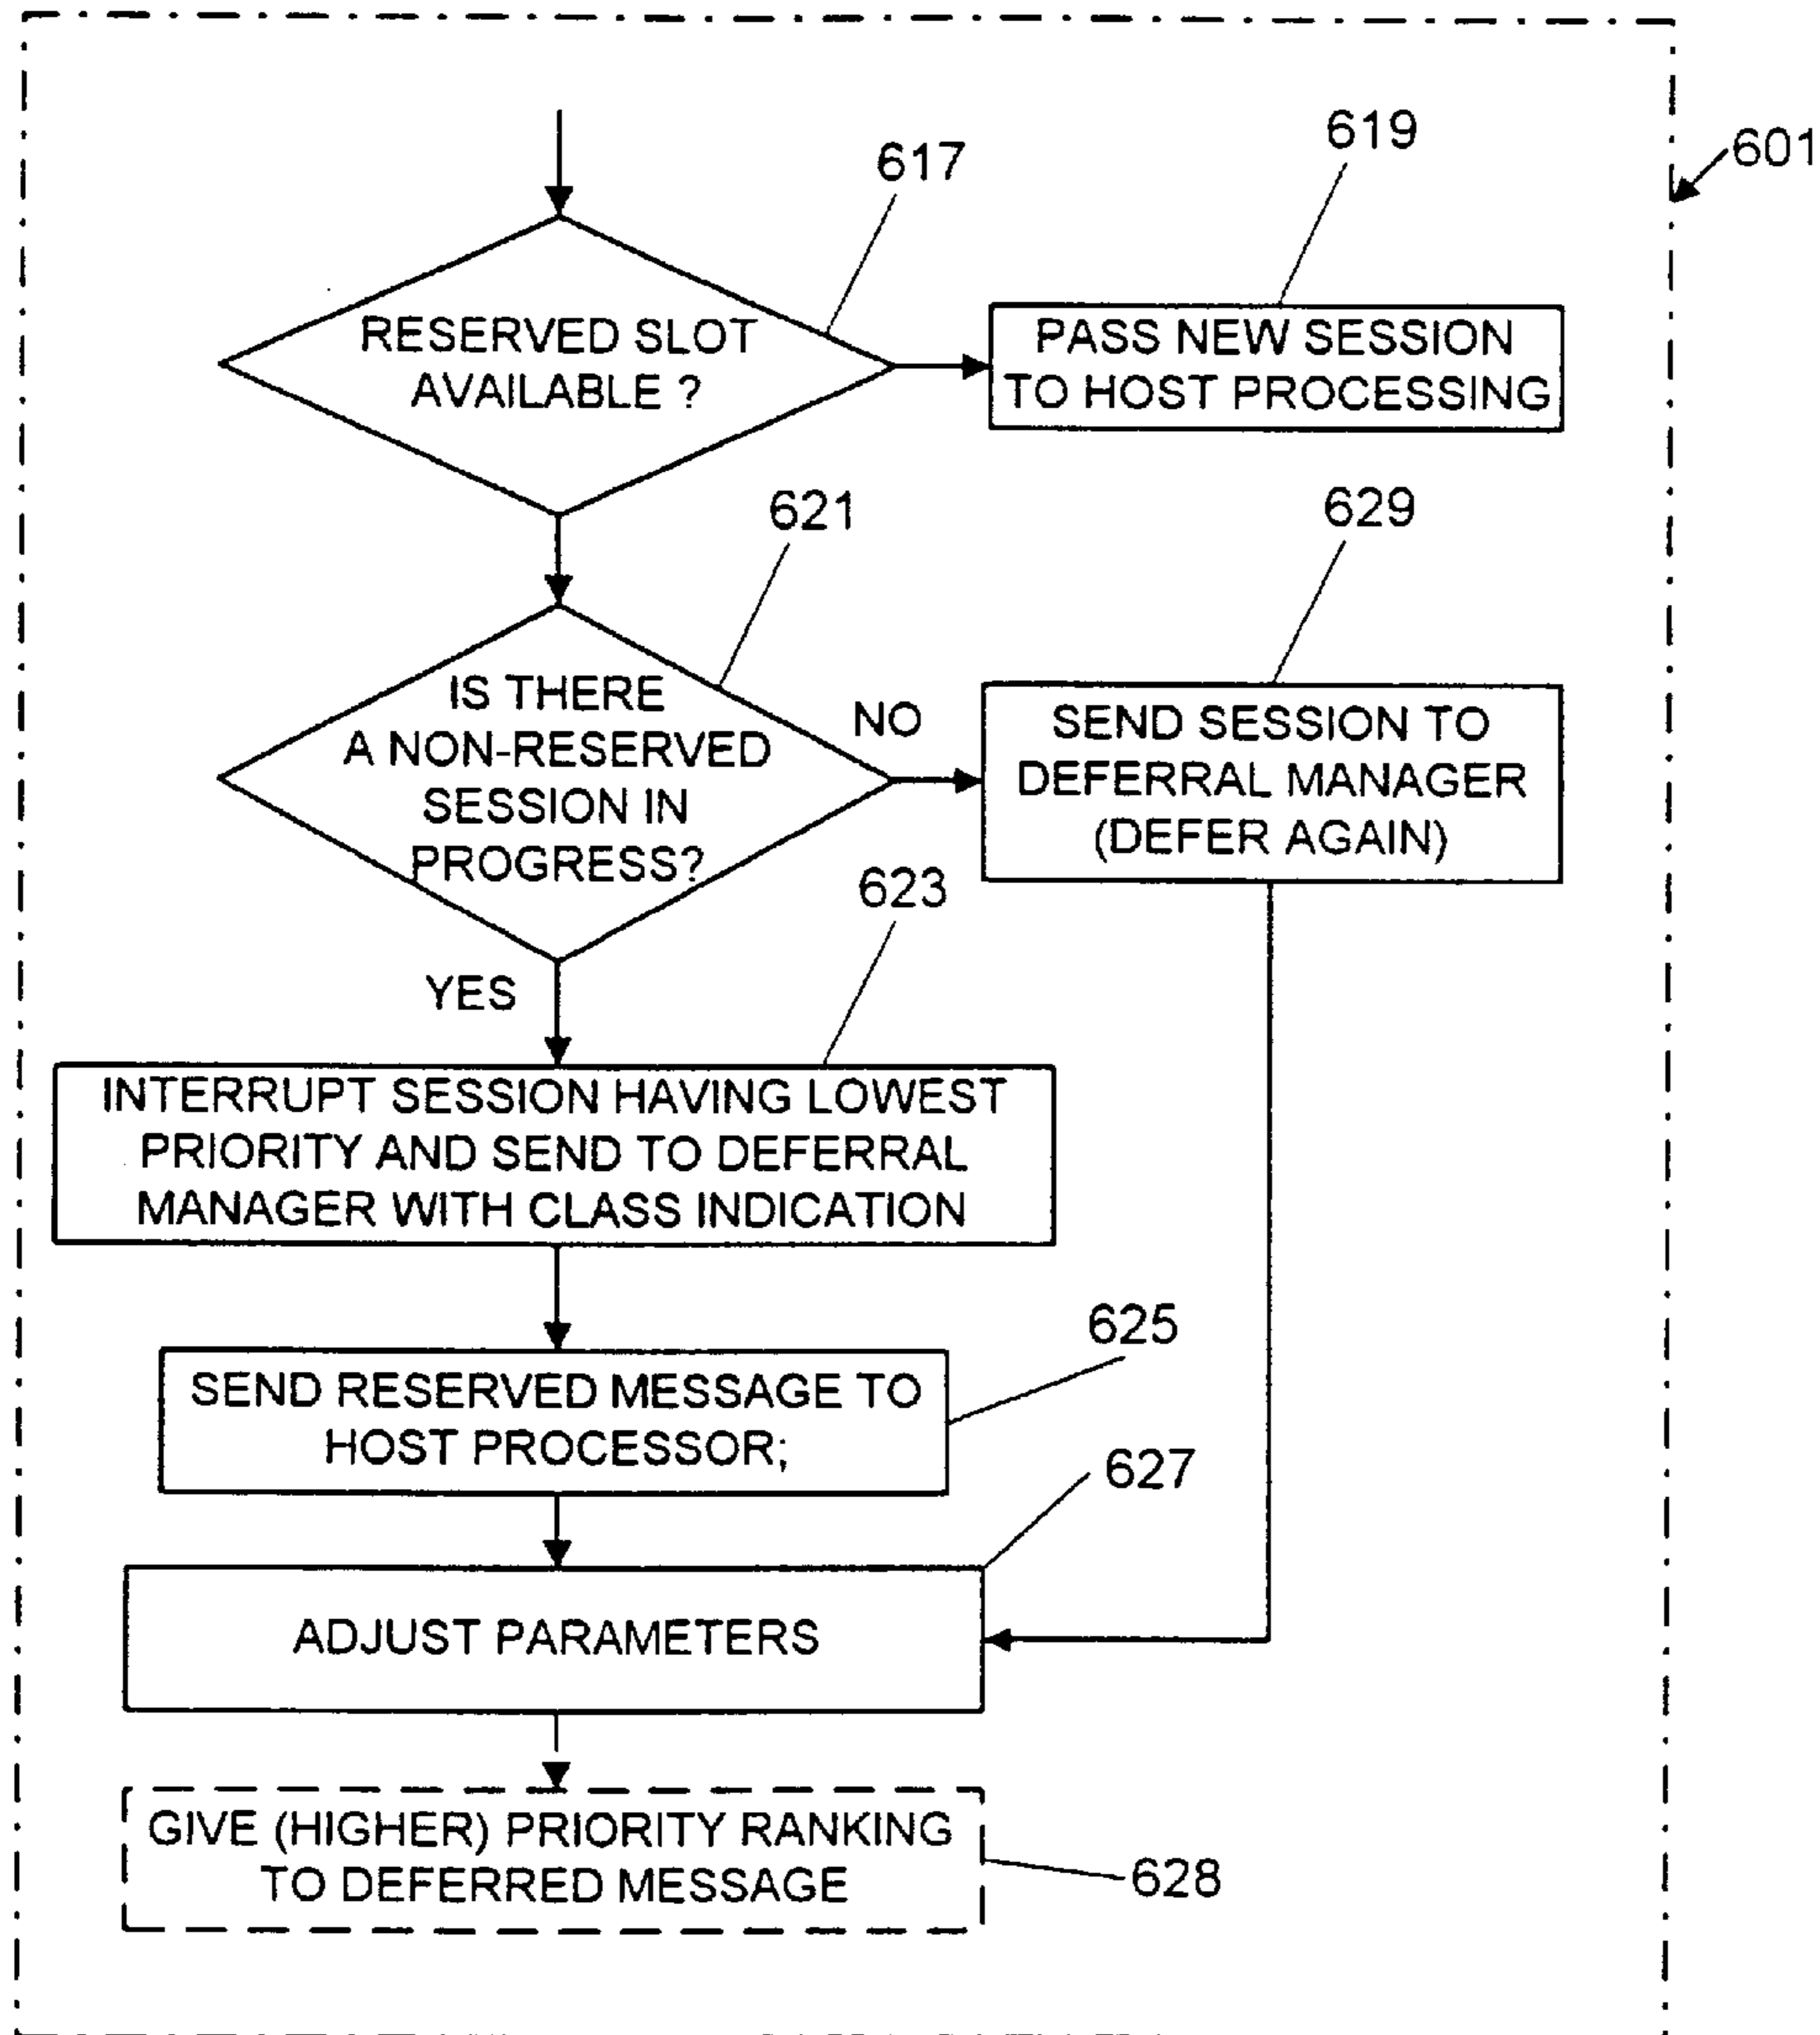 617
619
601
RESERVED SLOT
AVAILABLE ?
PASS NEW SESSION
TO HOST PROCESSING
621
629
IS THERE
A NON-RESERVED
SESSION IN
PROGRESS?
NO
SEND SESSION TO
DEFERRAL MANAGER
(DEFER AGAIN)
623
YES
INTERRUPT SESSION HAVING LOWEST
PRIORITY AND SEND TO DEFERRAL
MANAGER WITH CLASS INDICATION
625
SEND RESERVED MESSAGE TO
HOST PROCESSOR;
627
ADJUST PARAMETERS
GIVE (HIGHER) PRIORITY RANKING
TO DEFERRED MESSAGE
628